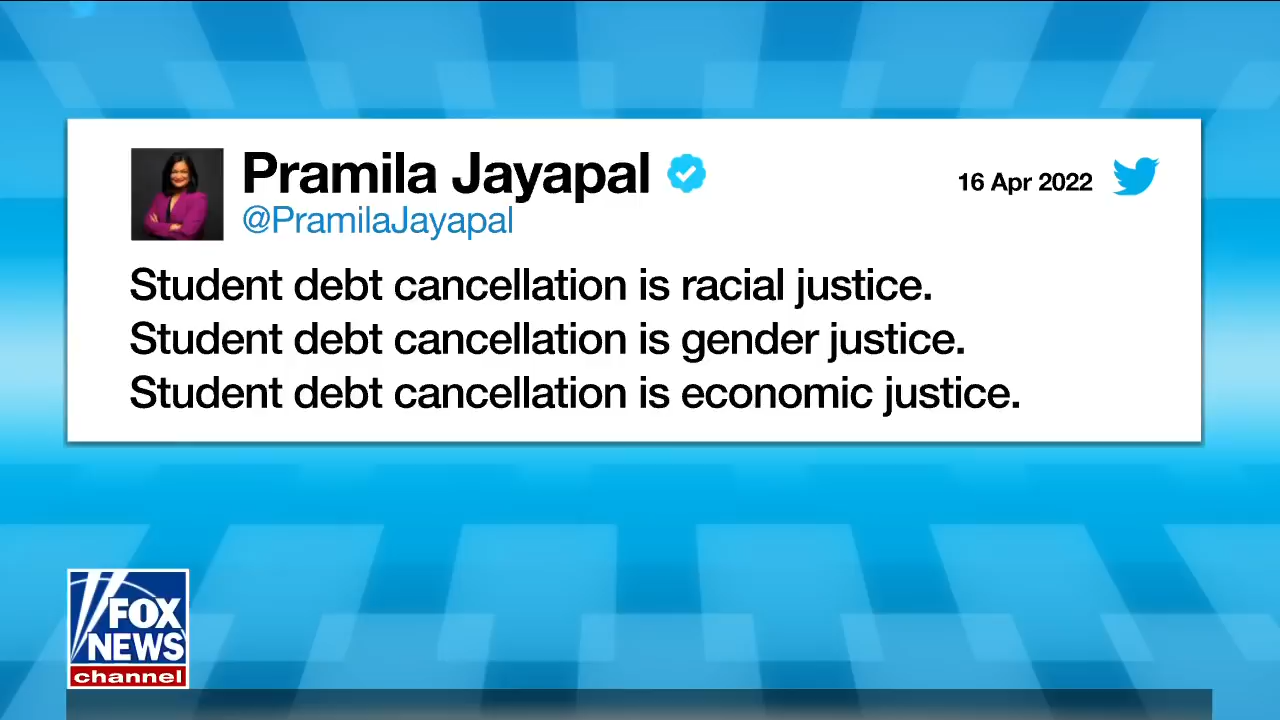 Pramila Jayapal
16 Apr 2022
@PramilaJayapal
Student debt cancellation is racial justice.
Student debt cancellation is gender justice.
Student debt cancellation is economic justice.
FOX
NEWS
channel